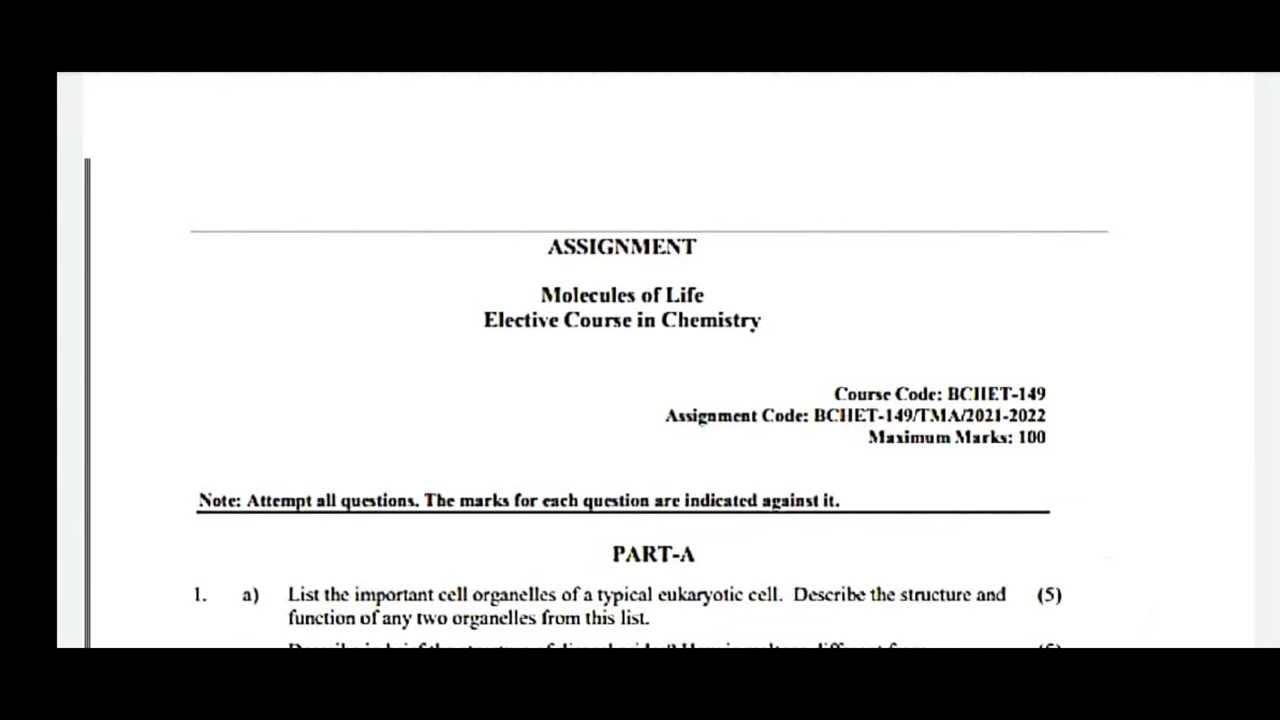 ASSIGNMENT
Molecules of Life
Elective Course in Chemistry
Course Code: BCHET-149
Assignment Code: BCHET-149/TMA/2021-2022
Maximum Marks: 100
Note: Attempt all questions. The marks for each question are indicated against it.
PART-A
1. a) List the important cell organelles of a typical eukaryotic cell. Describe the structure and (5)
function of any two organelles from this list.